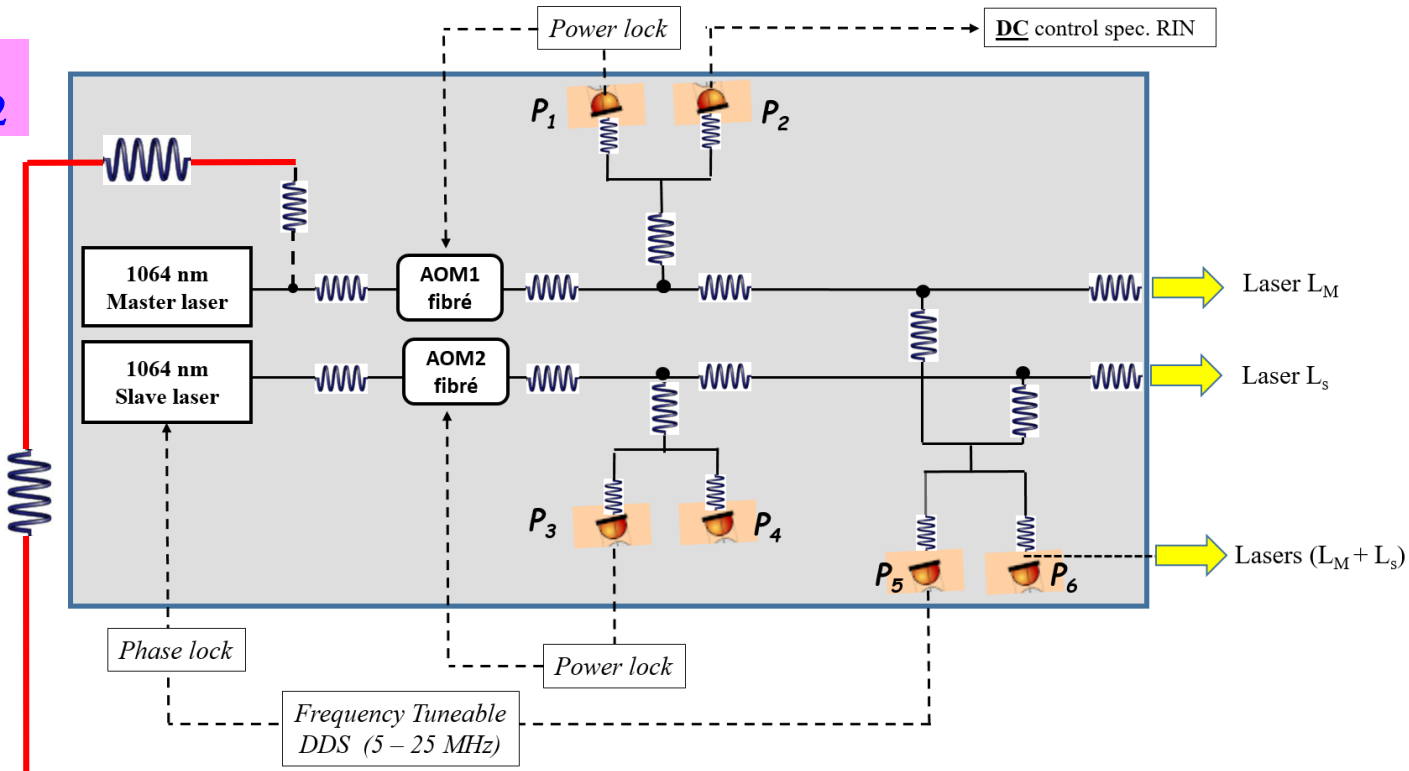 Power lock
DC control spec. RIN
2
P1
P2
1064 nm
Master laser
AOM1
fibré
Laser LM
1064 nm
Slave laser
AOM2
fibré
Laser Ls
P3
P4
P5
P6
Lasers (LM + Ls)
Phase lock
Power lock
Frequency Tuneable
DDS (5 – 25 MHz)